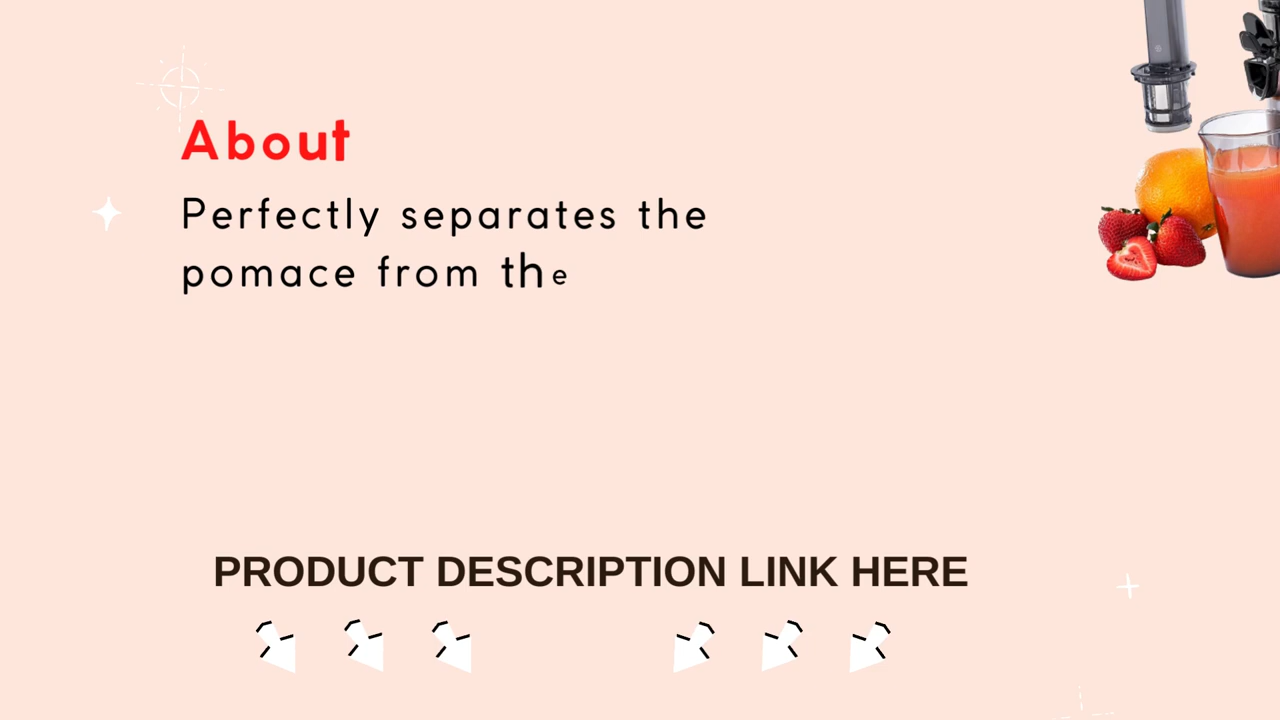 About
Perfectly separates the
pomace from the
PRODUCT DESCRIPTION LINK HERE